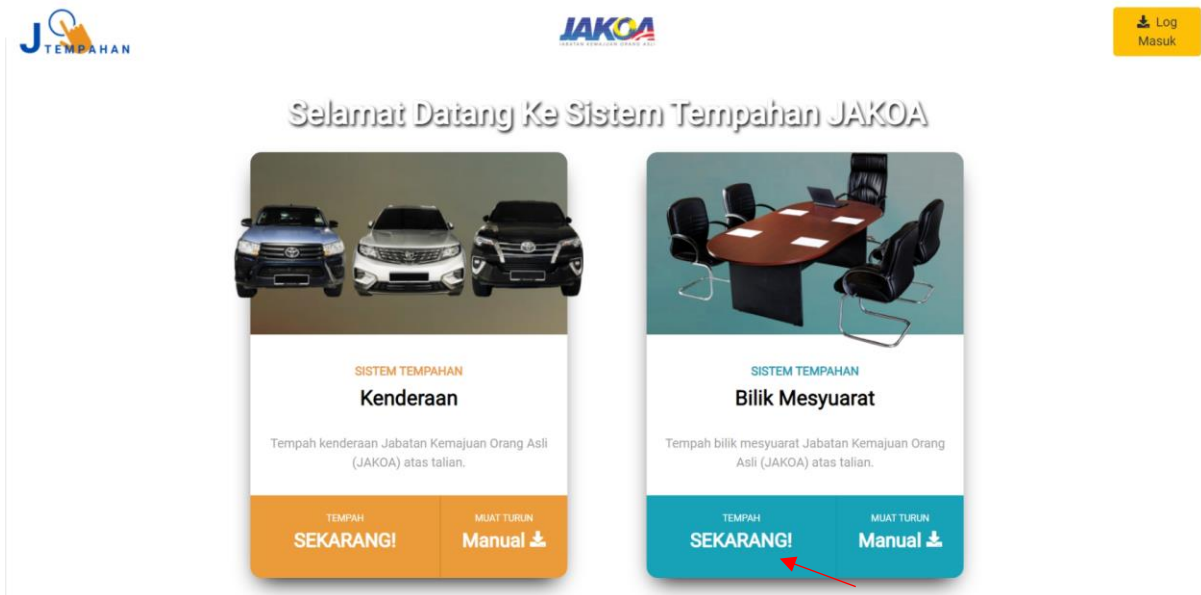 J TEMPAHAN
JAKOA
JABATAN KEMAJUAN ORANG ASLI
Log
Masuk
Selamat Datang Ke Sistem Tempahan JAKOA
SISTEM TEMPAHAN
Kenderaan
Tempah kenderaan Jabatan Kemajuan Orang Asli
(JAKOA) atas talian.
TEMPAH
SEKARANG!
MUAT TURUN
Manual
SISTEM TEMPAHAN
Bilik Mesyuarat
Tempah bilik mesyuarat Jabatan Kemajuan Orang
Asli (JAKOA) atas talian.
TEMPAH
SEKARANG!
MUAT TURUN
Manual